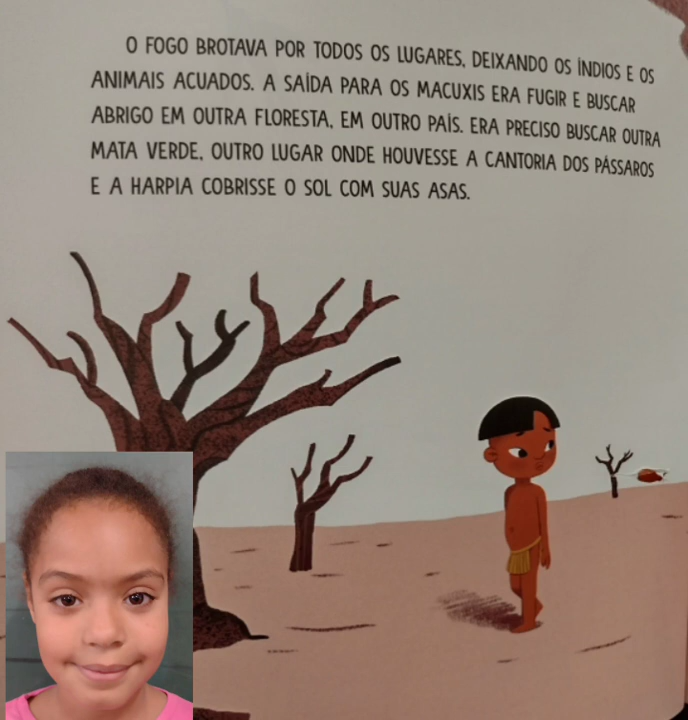 O FOGO BROTAVA POR TODOS OS LUGARES, DEIXANDO OS ÍNDIOS E OS
ANIMAIS ACUADOS. A SAÍDA PARA OS MACUXIS ERA FUGIR E BUSCAR
ABRIGO EM OUTRA FLORESTA, EM OUTRO PAÍS. ERA PRECISO BUSCAR OUTRA
MATA VERDE, OUTRO LUGAR ONDE HOUVESSE A CANTORIA DOS PÁSSAROS
E A HARPIA COBRISSE O SOL COM SUAS ASAS.